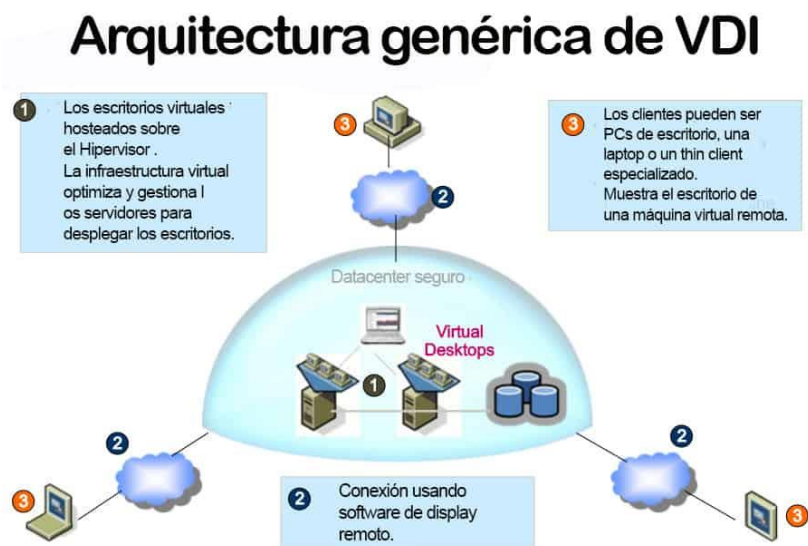 Arquitectura genérica de VDI
1
Los escritorios virtuales
hosteados sobre
el Hipervisor .
La infraestructura virtual
optimiza y gestiona l
os servidores para
desplegar los escritorios.
3
3
Los clientes pueden ser
PCs de escritorio, una
laptop o un thin client
especializado.
Muestra el escritorio de
una máquina virtual remota.
2
Datacenter seguro
Virtual
Desktops
1
2
2
3
2
Conexión usando
software de display
remoto.
3